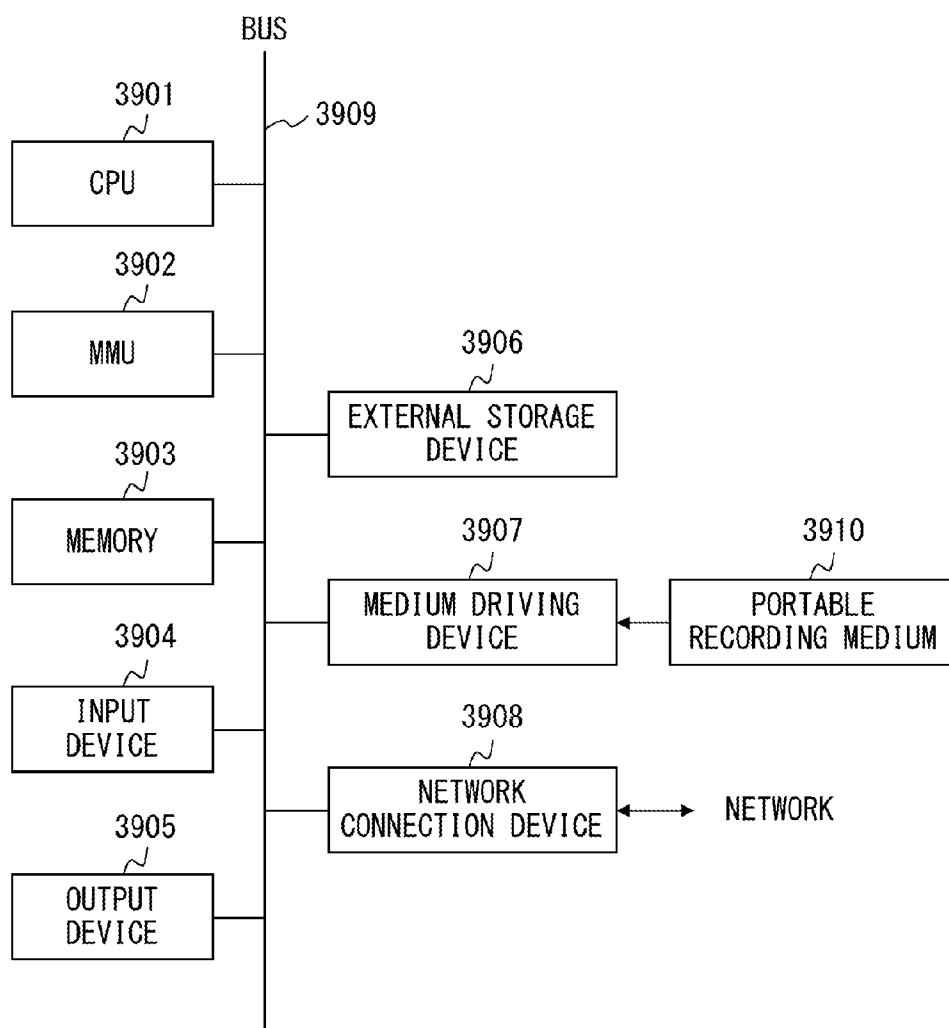 BUS
3909
3901
CPU
3902
MMU
3903
MEMORY
3904
INPUT
DEVICE
3905
OUTPUT
DEVICE
3906
EXTERNAL STORAGE
DEVICE
3907
MEDIUM DRIVING
DEVICE
3910
PORTABLE
RECORDING MEDIUM
3908
NETWORK
CONNECTION DEVICE
NETWORK